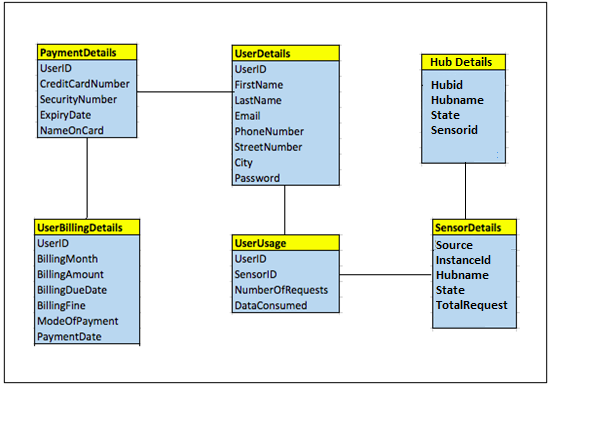 PaymentDetails
UserID
CreditCardNumber
SecurityNumber
ExpiryDate
NameOnCard
UserDetails
UserID
FirstName
LastName
Email
PhoneNumber
StreetNumber
City
Password
Hub Details
Hubid
Hubname
State
Sensorid
UserBillingDetails
UserID
BillingMonth
BillingAmount
BillingDueDate
BillingFine
ModeOfPayment
PaymentDate
UserUsage
UserID
SensorID
NumberOfRequests
DataConsumed
SensorDetails
Source
InstanceId
Hubname
State
TotalRequest